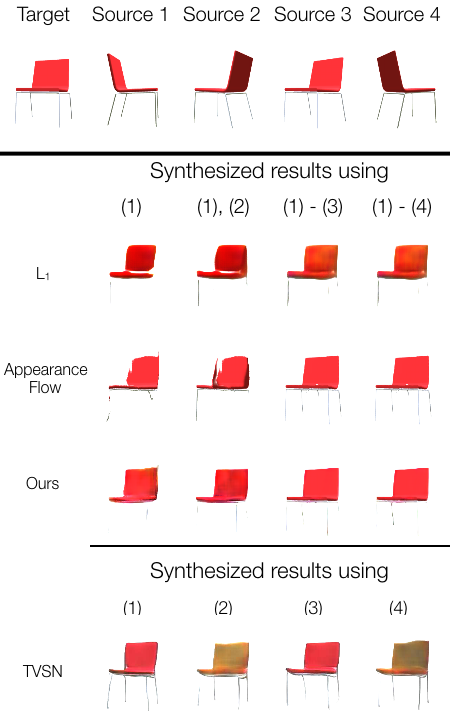 Target Source 1 Source 2 Source 3 Source 4
Synthesized results using
(1) (1), (2) (1) - (3) (1) - (4)
L₁
Appearance
Flow
Ours
Synthesized results using
(1) (2) (3) (4)
TVSN